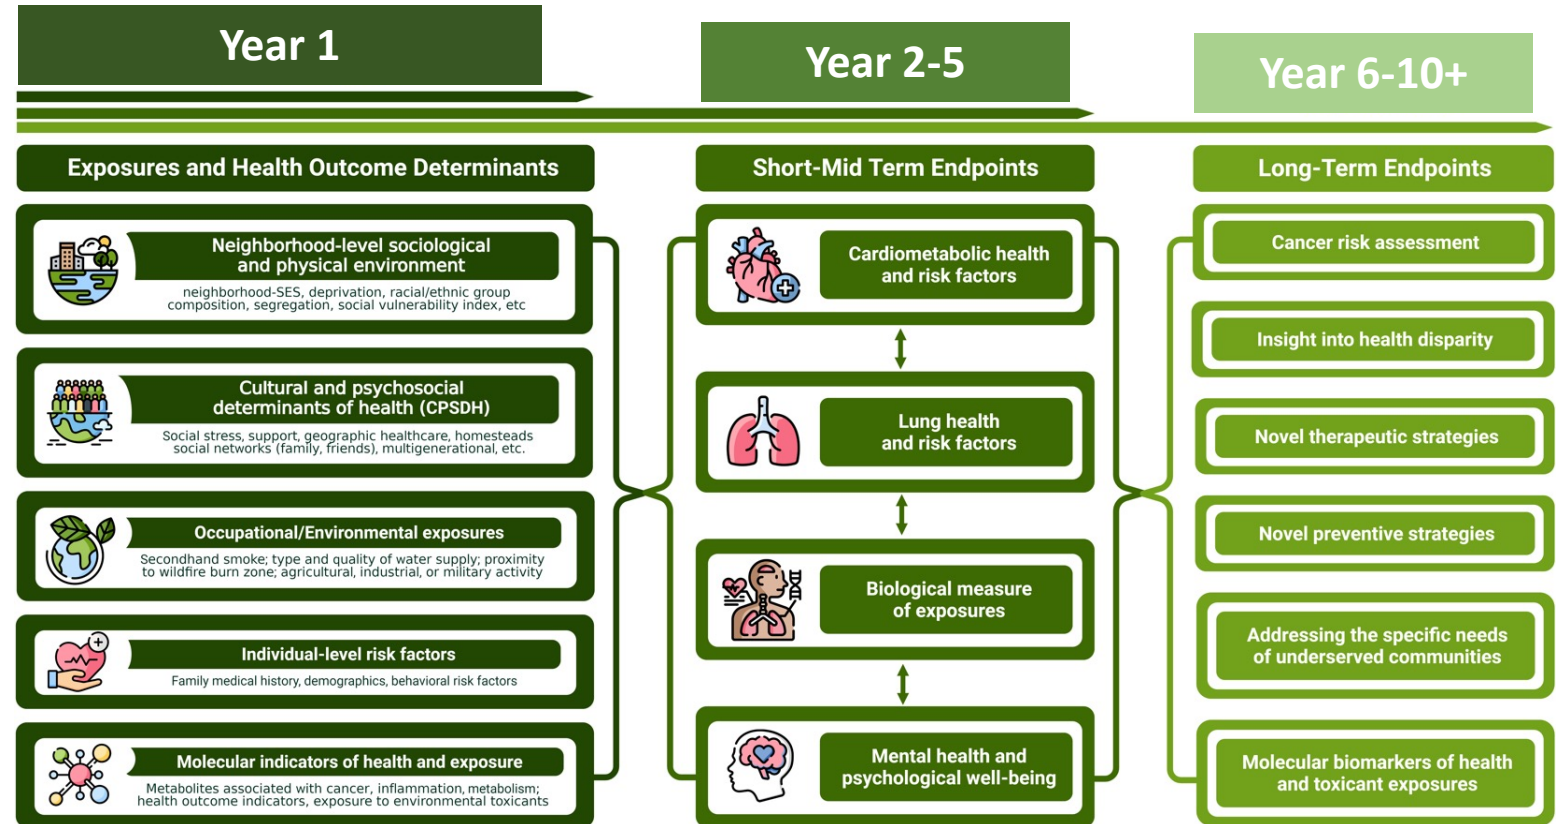 Year 1
Year 2-5
Year 6-10+
Exposures and Health Outcome Determinants
Neighborhood-level sociological
and physical environment
neighborhood-SES, deprivation, racial/ethnic group
composition, segregation, social vulnerability index, etc
Cultural and psychosocial
determinants of health (CPSDH)
Social stress, support, geographic healthcare, homesteads
social networks (family, friends), multigenerational, etc.
Occupational/Environmental exposures
Secondhand smoke; type and quality of water supply; proximity
to wildfire burn zone; agricultural, industrial, or military activity
Individual-level risk factors
Family medical history, demographics, behavioral risk factors
Molecular indicators of health and exposure
Metabolites associated with cancer, inflammation, metabolism;
health outcome indicators, exposure to environmental toxicants
Short-Mid Term Endpoints
Cardiometabolic health
and risk factors
Lung health
and risk factors
Biological measure
of exposures
Mental health and
psychological well-being
Long-Term Endpoints
Cancer risk assessment
Insight into health disparity
Novel therapeutic strategies
Novel preventive strategies
Addressing the specific needs
of underserved communities
Molecular biomarkers of health
and toxicant exposures